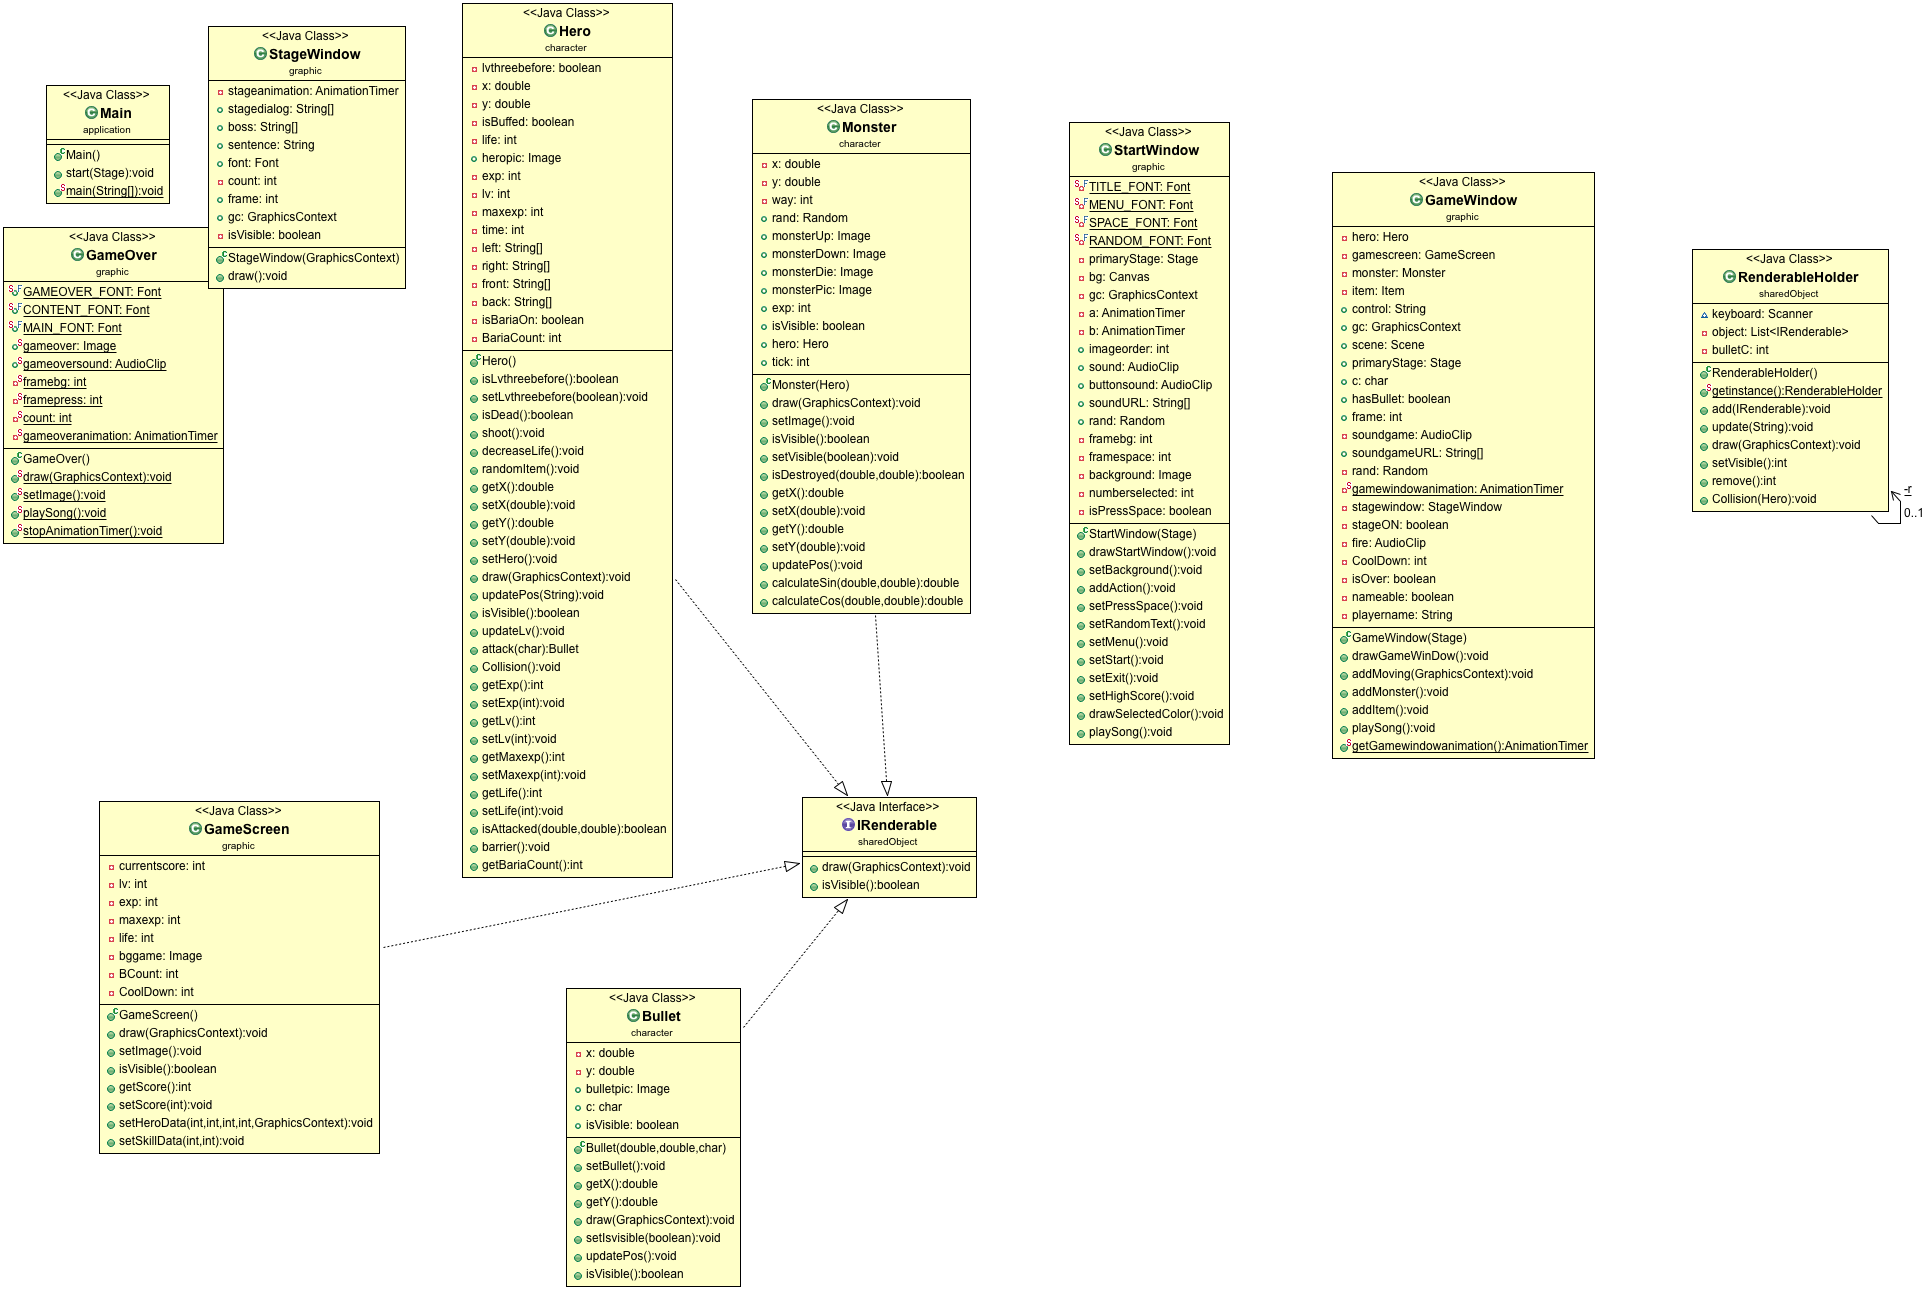 <<Java Class>>
Main
application
Main()
start(Stage):void
main(String[]):void
<<Java Class>>
GameOver
graphic
GAMEOVER_FONT: Font
CONTENT_FONT: Font
MAIN_FONT: Font
gameover: Image
gameoversound: AudioClip
framebg: int
framepress: int
count: int
gameoveranimation: AnimationTimer
GameOver()
draw(GraphicsContext):void
setImage():void
playSong():void
stopAnimationTimer():void
<<Java Class>>
StageWindow
graphic
stageanimation: AnimationTimer
stagedialog: String[]
boss: String[]
sentence: String
font: Font
count: int
frame: int
gc: GraphicsContext
isVisible: boolean
StageWindow(GraphicsContext)
draw():void
<<Java Class>>
Hero
character
lvthreebefore: boolean
x: double
y: double
isBuffed: boolean
life: int
heropic: Image
exp: int
lv: int
maxexp: int
time: int
left: String[]
right: String[]
front: String[]
back: String[]
isBariaOn: boolean
BariaCount: int
Hero()
isLvthreebefore():boolean
setLvthreebefore(boolean):void
isDead():boolean
shoot():void
decreaseLife():void
randomItem():void
getX():double
setX(double):void
getY():double
setY(double):void
setHero():void
draw(GraphicsContext):void
updatePos(String):void
isVisible():boolean
updateLv():void
attack(char):Bullet
Collision():void
getExp():int
setExp(int):void
getLv():int
setLv(int):void
getMaxexp():int
setMaxexp(int):void
getLife():int
setLife(int):void
isAttacked(double,double):boolean
barrier():void
getBariaCount():int
<<Java Class>>
Monster
character
x: double
y: double
way: int
rand: Random
monsterUp: Image
monsterDown: Image
monsterDie: Image
monsterPic: Image
exp: int
isVisible: boolean
hero: Hero
tick: int
Monster(Hero)
draw(GraphicsContext):void
setImage():void
isVisible():boolean
setVisible(boolean):void
isDestroyed(double,double):boolean
getX():double
setX(double):void
getY():double
setY(double):void
updatePos():void
calculateSin(double,double):double
calculateCos(double,double):double
<<Java Class>>
StartWindow
graphic
TITLE_FONT: Font
MENU_FONT: Font
SPACE_FONT: Font
RANDOM_FONT: Font
primaryStage: Stage
bg: Canvas
gc: GraphicsContext
a: AnimationTimer
b: AnimationTimer
imageorder: int
sound: AudioClip
buttonsound: AudioClip
soundURL: String[]
rand: Random
framebg: int
framespace: int
background: Image
numberselected: int
isPressSpace: boolean
StartWindow(Stage)
drawStartWindow():void
setBackground():void
addAction():void
setPressSpace():void
setRandomText():void
setMenu():void
setStart():void
setExit():void
setHighScore():void
drawSelectedColor():void
playSong():void
<<Java Class>>
GameWindow
graphic
hero: Hero
gamescreen: GameScreen
monster: Monster
item: Item
control: String
gc: GraphicsContext
scene: Scene
primaryStage: Stage
c: char
hasBullet: boolean
frame: int
soundgame: AudioClip
soundgameURL: String[]
rand: Random
gamewindowanimation: AnimationTimer
stagewindow: StageWindow
stageON: boolean
fire: AudioClip
CoolDown: int
isOver: boolean
nameable: boolean
playername: String
GameWindow(Stage)
drawGameWinDow():void
addMoving(GraphicsContext):void
addMonster():void
addItem():void
playSong():void
getGamewindowanimation():AnimationTimer
<<Java Class>>
RenderableHolder
sharedObject
keyboard: Scanner
object: List<IRenderable>
bulletC: int
RenderableHolder()
getinstance():RenderableHolder
add(IRenderable):void
update(String):void
draw(GraphicsContext):void
setVisible():int
remove():int
Collision(Hero):void
-r
0..1
<<Java Class>>
GameScreen
graphic
currentscore: int
lv: int
exp: int
maxexp: int
life: int
bggame: Image
BCount: int
CoolDown: int
GameScreen()
draw(GraphicsContext):void
setImage():void
isVisible():boolean
getScore():int
setScore(int):void
setHeroData(int,int,int,int,GraphicsContext):void
setSkillData(int,int):void
<<Java Interface>>
IRenderable
sharedObject
draw(GraphicsContext):void
isVisible():boolean
<<Java Class>>
Bullet
character
x: double
y: double
bulletpic: Image
c: char
isVisible: boolean
Bullet(double,double,char)
setBullet():void
getX():double
getY():double
draw(GraphicsContext):void
setIsvisible(boolean):void
updatePos():void
isVisible():boolean